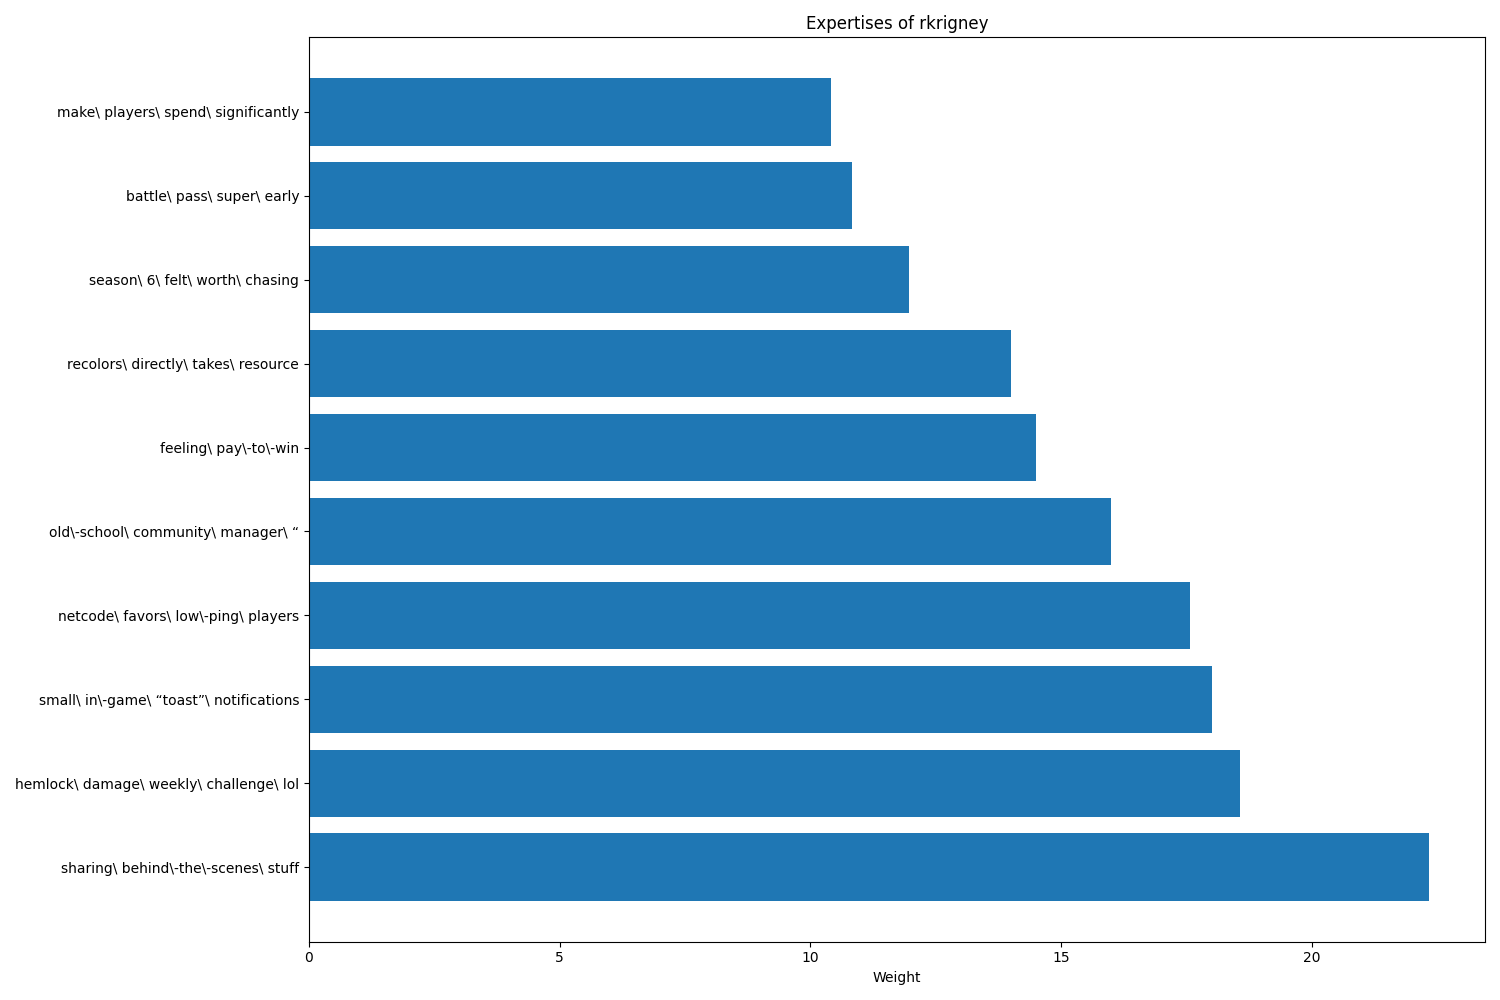 Expertises of rkrigney
make\ players\ spend\ significantly
battle\ pass\ super\ early
season\ 6\ felt\ worth\ chasing
recolors\ directly\ takes\ resource
feeling\ pay\-to\-win
old\-school\ community\ manager\ “
netcode\ favors\ low\-ping\ players
small\ in\-game\ “toast”\ notifications
hemlock\ damage\ weekly\ challenge\ lol
sharing\ behind\-the\-scenes\ stuff
0 5 10 15 20
Weight